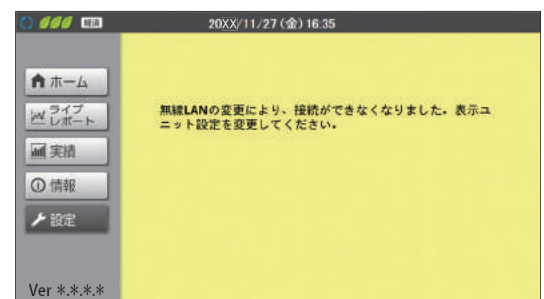 20XX/11/27(金)16:35
ホーム
ライブ
レポート
実績
情報
設定
Ver *.*.*.*
無線LANの変更により、接続ができなくなりました。表示ユ
ニット設定を変更してください。